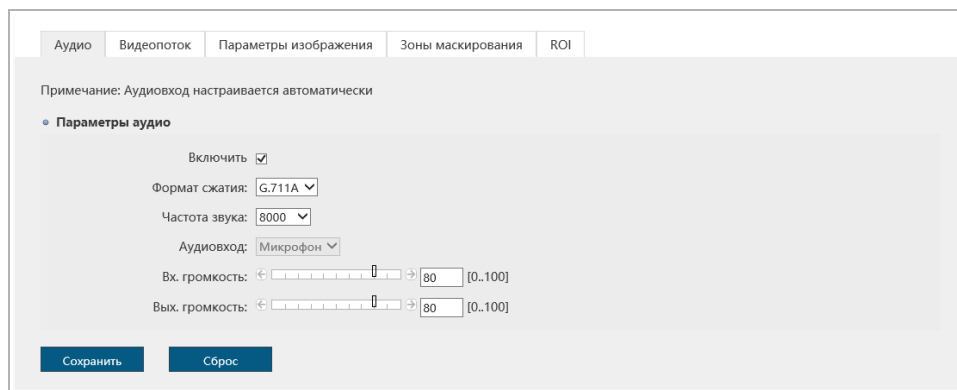 Аудио Видеопоток Параметры изображения Зоны маскирования ROI
Примечание: Аудиовход настраивается автоматически
Параметры аудио
Включить
Формат сжатия: G.711A
Частота звука: 8000
Аудиовход: Микрофон
Вх. громкость: 80 [0..100]
Вых. громкость: 80 [0..100]
Сохранить Сброс